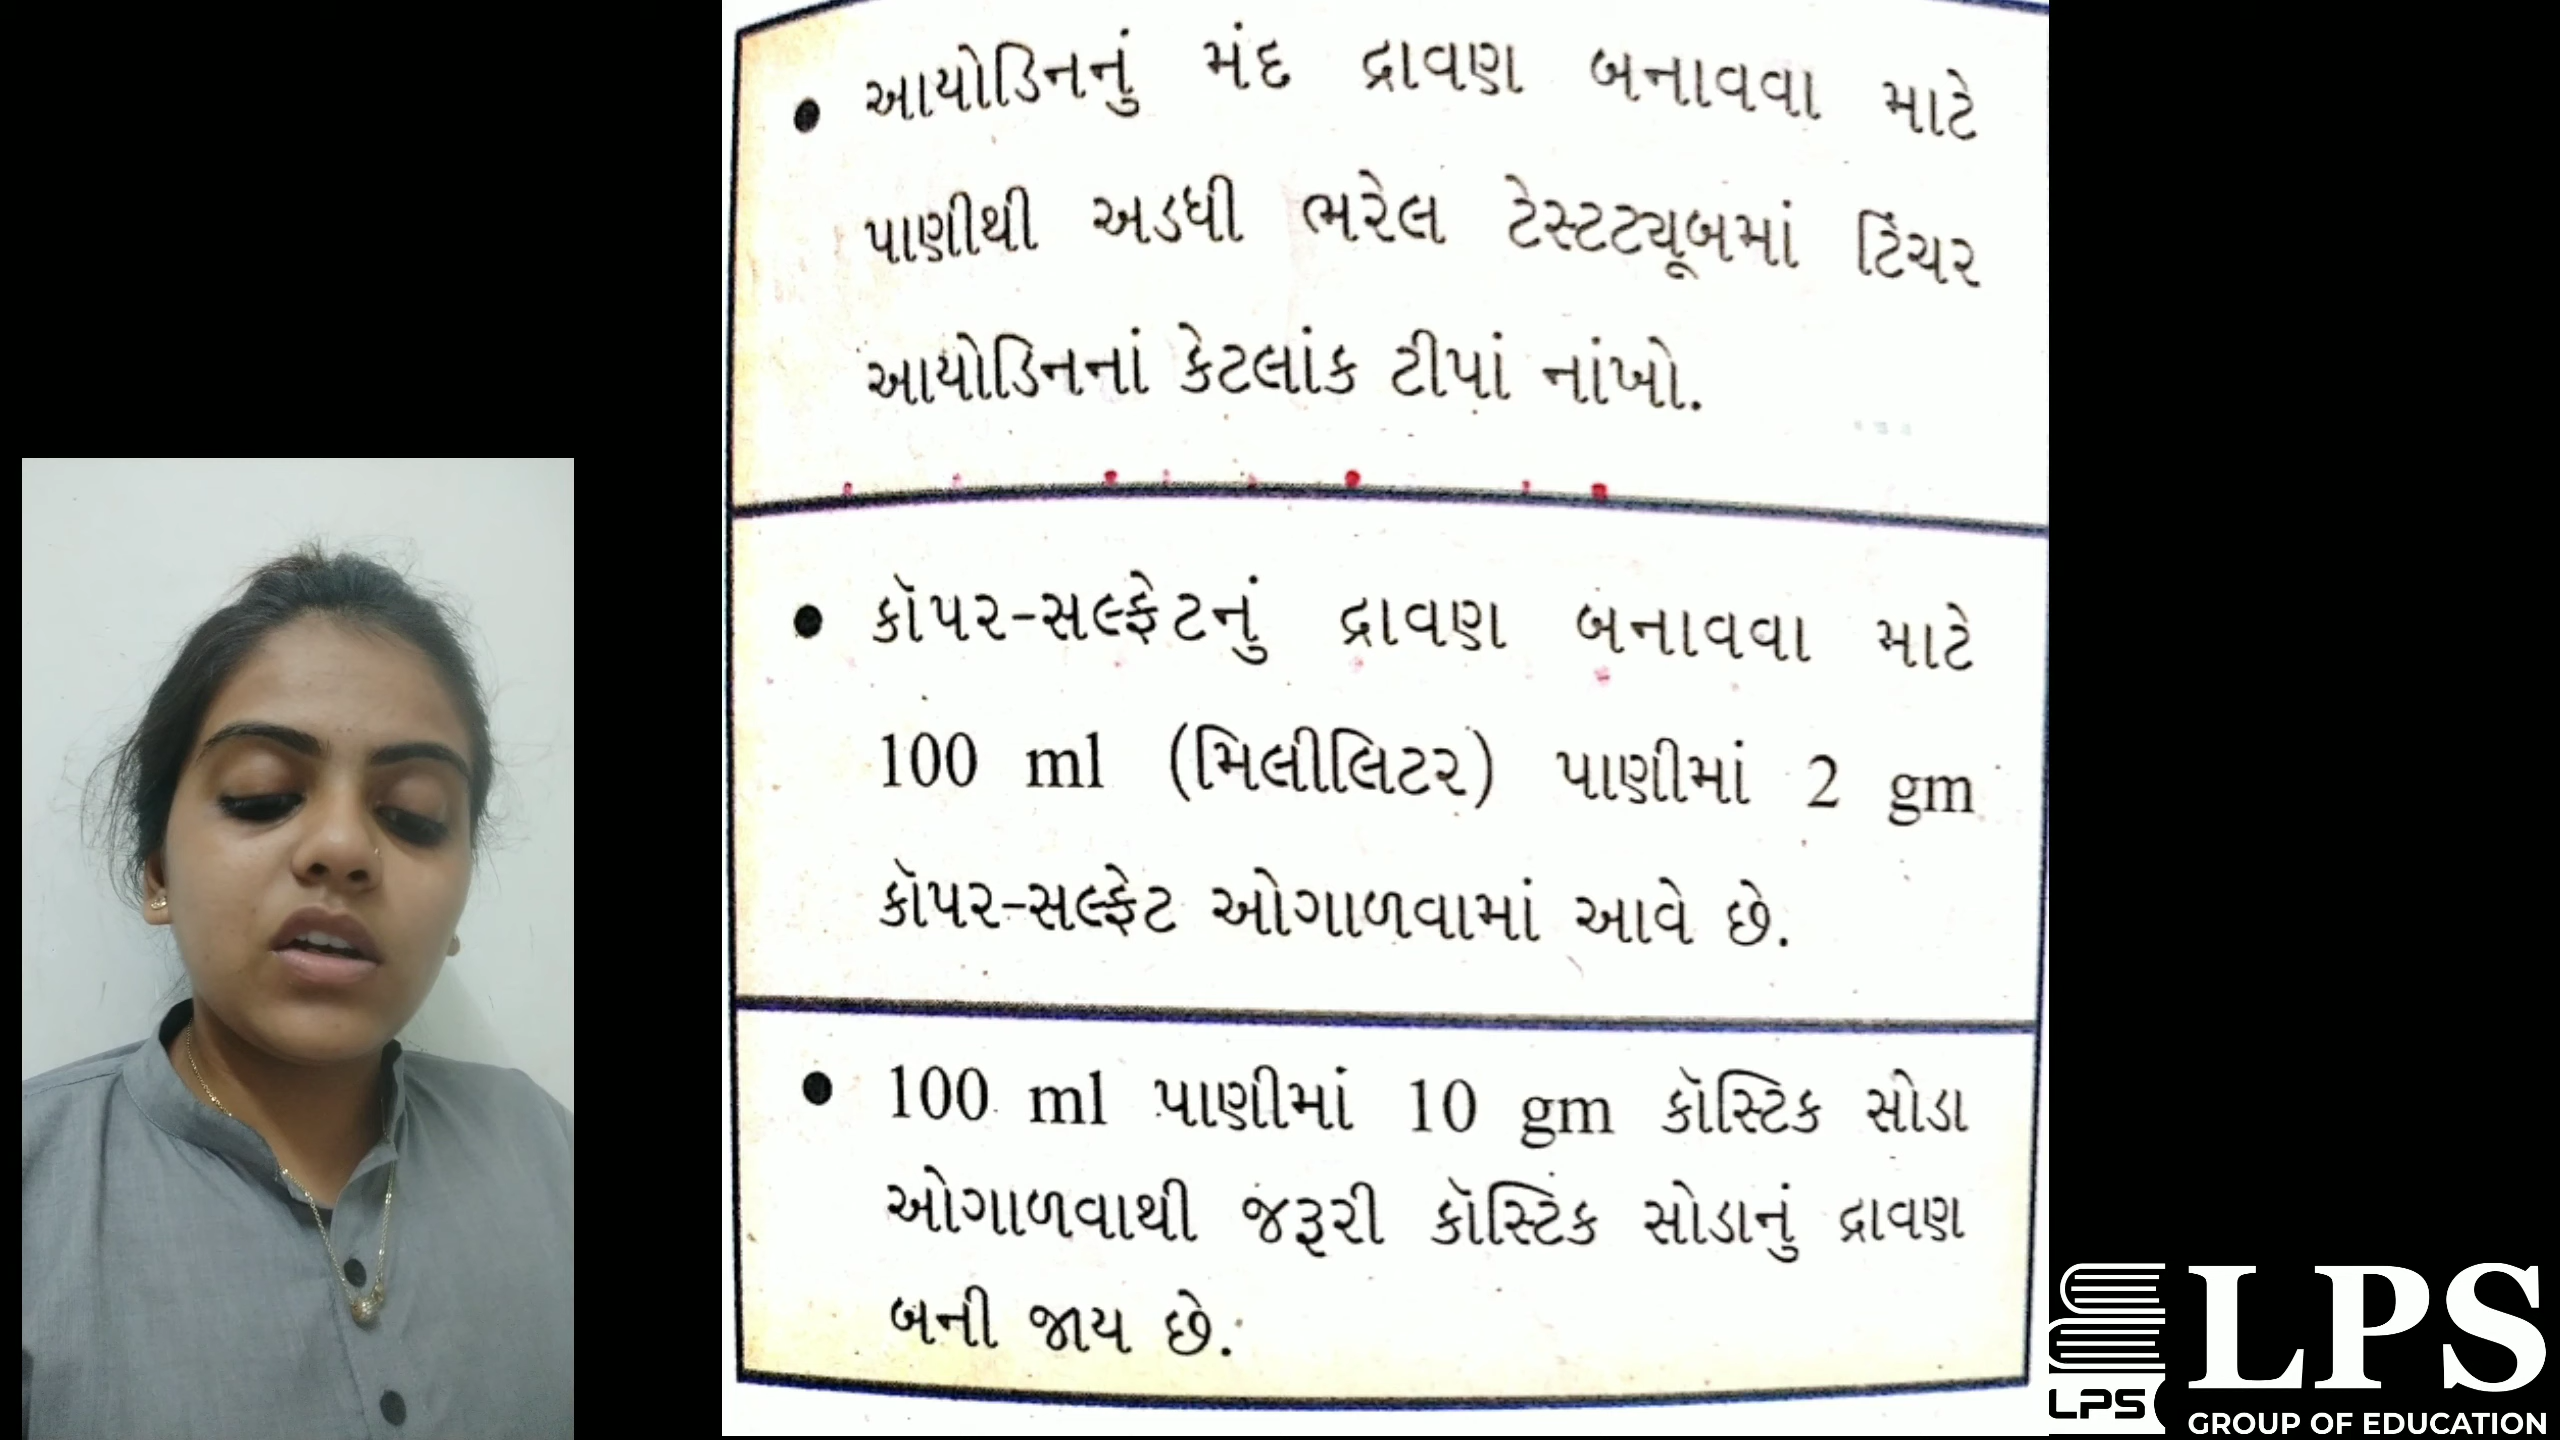 • આયોડિનનું મંદ દ્રાવણ બનાવવા માટે
પાણીથી અડધી ભરેલ ટેસ્ટટ્યૂબમાં ટિંચર
આયોડિનનાં કેટલાંક ટીપાં નાંખો.
• કૉપર-સલ્ફેટનું દ્રાવણ બનાવવા માટે
100 ml (મિલીલિટર) પાણીમાં 2 gm
કૉપર-સલ્ફેટ ઓગાળવામાં આવે છે.
• 100 ml પાણીમાં 10 gm કૉસ્ટિક સોડા
ઓગાળવાથી જરૂરી કૉસ્ટિક સોડાનું દ્રાવણ
બની જાય છે.
LPS
LPS
GROUP OF EDUCATION